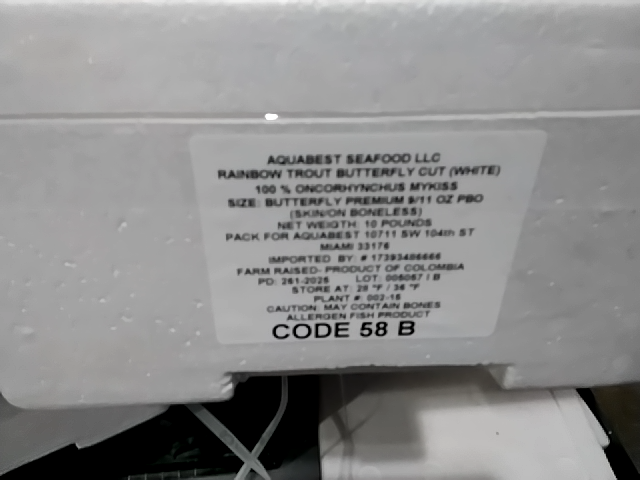 AQUABEST SEAFOOD LLC
RAINBOW TROUT BUTTERFLY CUT (WHITE)
100 % ONCORHYNCHUS MYKISS
SIZE: BUTTERFLY PREMIUM 9/11 OZ PBO
(SKIN/ON BONELESS)
NET WEIGTH: 10 POUNDS
PACK FOR AQUABEST 10711 SW 104th ST
MIAMI 33176
IMPORTED BY: # 17393486666
FARM RAISED- PRODUCT OF COLOMBIA
PD: 261-2025 LOT: 006067 / B
STORE AT: 28 °F / 34 °F
PLANT #: 002-16
CAUTION: MAY CONTAIN BONES
ALLERGEN FISH PRODUCT
CODE 58 B